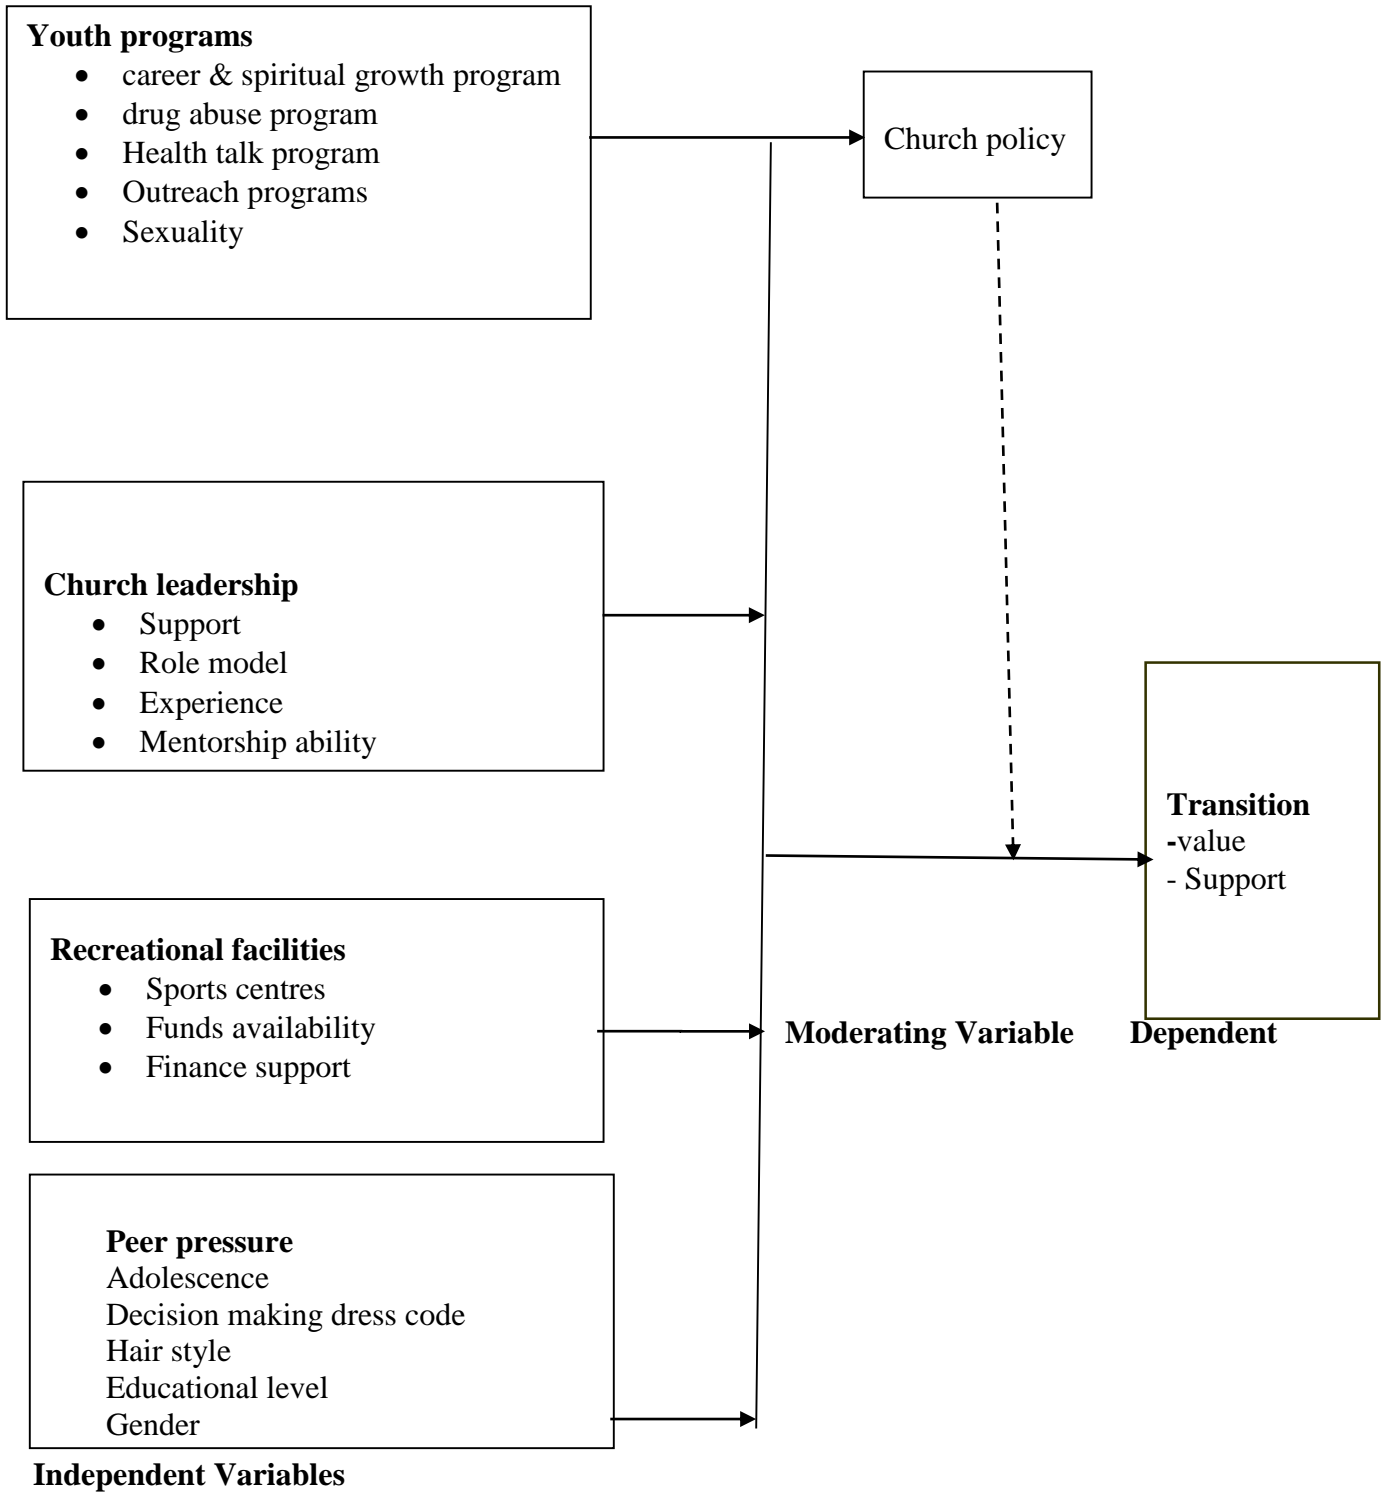 Youth programs
• career & spiritual growth program
• drug abuse program
• Health talk program
• Outreach programs
• Sexuality
Church policy
Church leadership
• Support
• Role model
• Experience
• Mentorship ability
Transition
-value
- Support
Recreational facilities
• Sports centres
• Funds availability
• Finance support
Moderating Variable Dependent
Peer pressure
Adolescence
Decision making dress code
Hair style
Educational level
Gender
Independent Variables